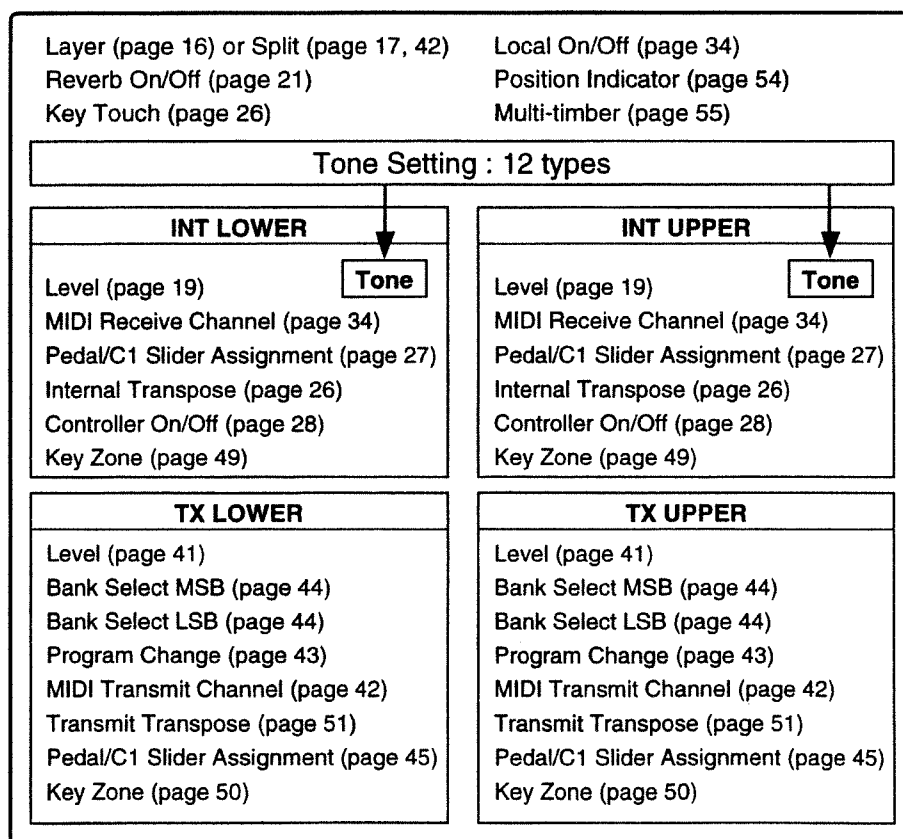 Layer (page 16) or Split (page 17, 42)
Reverb On/Off (page 21)
Key Touch (page 26)
Local On/Off (page 34)
Position Indicator (page 54)
Multi-timber (page 55)
Tone Setting : 12 types
INT LOWER
Tone
Level (page 19)
MIDI Receive Channel (page 34)
Pedal/C1 Slider Assignment (page 27)
Internal Transpose (page 26)
Controller On/Off (page 28)
Key Zone (page 49)
INT UPPER
Tone
Level (page 19)
MIDI Receive Channel (page 34)
Pedal/C1 Slider Assignment (page 27)
Internal Transpose (page 26)
Controller On/Off (page 28)
Key Zone (page 49)
TX LOWER
Level (page 41)
Bank Select MSB (page 44)
Bank Select LSB (page 44)
Program Change (page 43)
MIDI Transmit Channel (page 42)
Transmit Transpose (page 51)
Pedal/C1 Slider Assignment (page 45)
Key Zone (page 50)
TX UPPER
Level (page 41)
Bank Select MSB (page 44)
Bank Select LSB (page 44)
Program Change (page 43)
MIDI Transmit Channel (page 42)
Transmit Transpose (page 51)
Pedal/C1 Slider Assignment (page 45)
Key Zone (page 50)